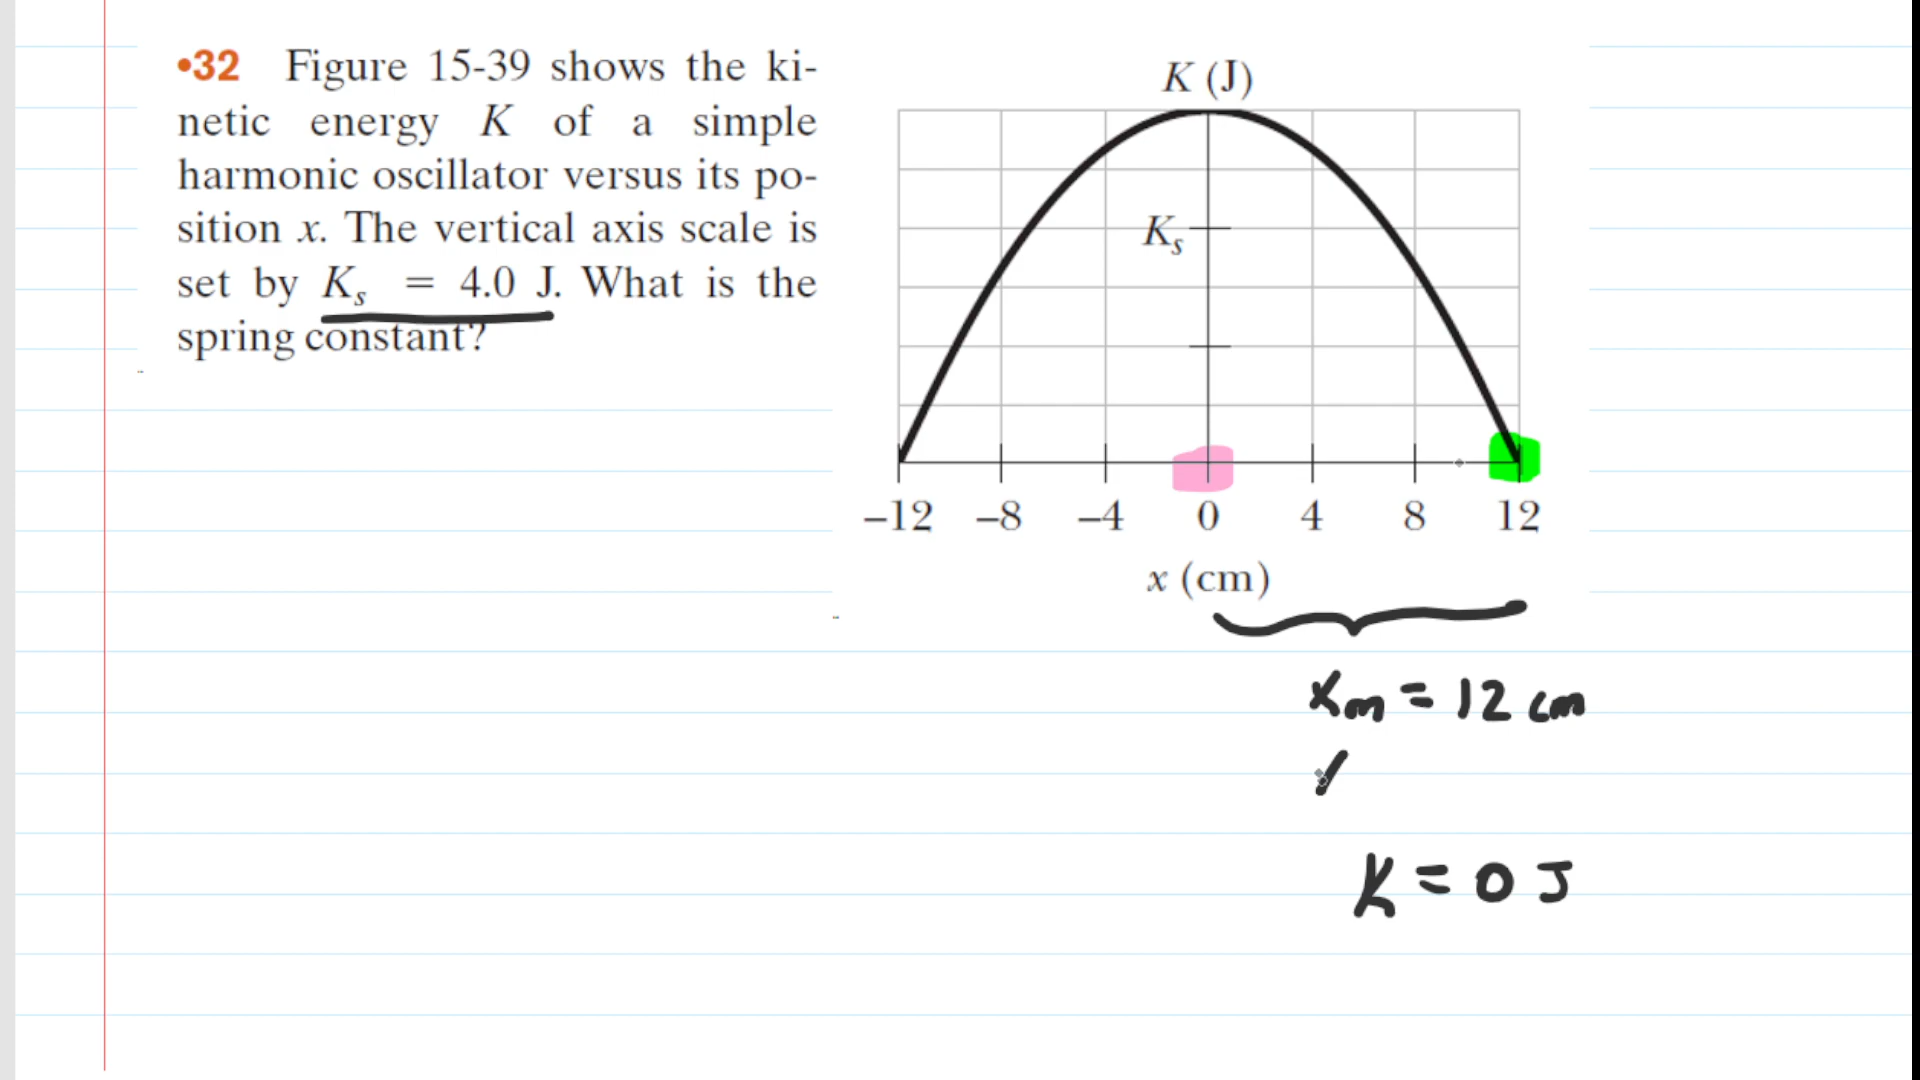 •32 Figure 15-39 shows the ki-
netic energy K of a simple
harmonic oscillator versus its po-
sition x. The vertical axis scale is
set by Ks = 4.0 J. What is the
spring constant?
K (J)
Ks
–12 –8 –4 0 4 8 12
x (cm)
xm = 12 cm
K = 0 J